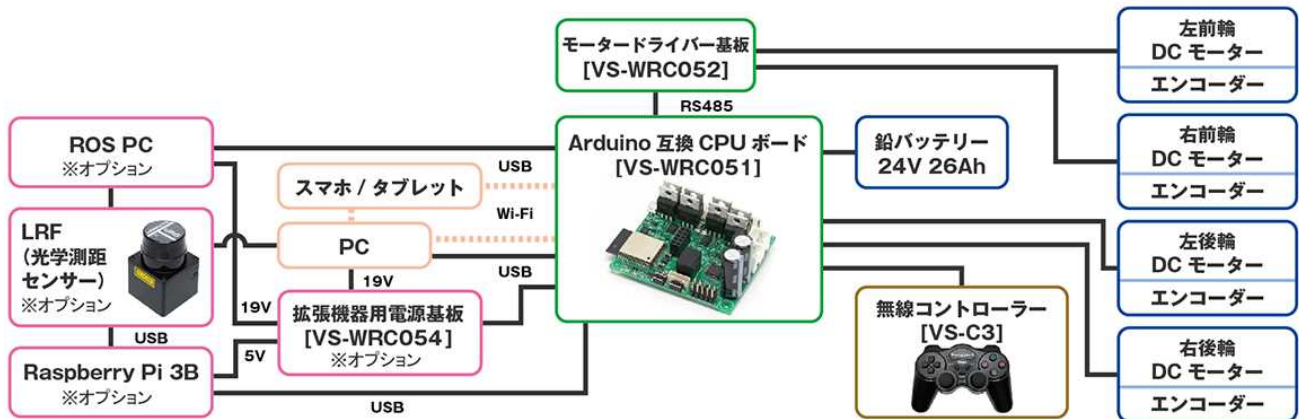 モータードライバー基板
[VS-WRC052]
RS485
左前輪
DC モーター
エンコーダー
ROS PC
※オプション
USB
Arduino 互換 CPU ボード
[VS-WRC051]
鉛バッテリー
24V 26Ah
右前輪
DC モーター
エンコーダー
スマホ / タブレット
Wi-Fi
LRF
(光学測距
センサー)
※オプション
PC
USB
19V
左後輪
DC モーター
エンコーダー
19V
拡張機器用電源基板
[VS-WRC054]
※オプション
無線コントローラー
[VS-C3]
USB
5V
Raspberry Pi 3B
※オプション
USB
右後輪
DC モーター
エンコーダー